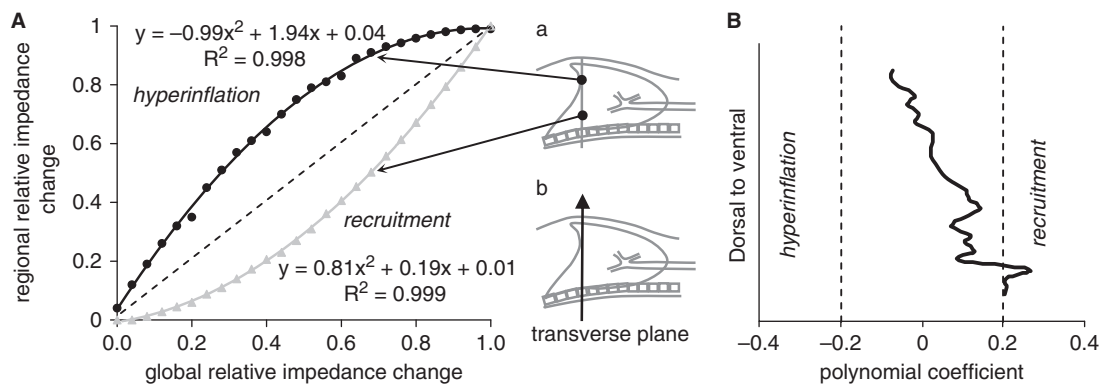 A
regional relative impedance
change
1
0.8
0.6
0.4
0.2
0
y = –0.99x² + 1.94x + 0.04
R² = 0.998
hyperinflation
recruitment
y = 0.81x² + 0.19x + 0.01
R² = 0.999
0.0 0.2 0.4 0.6 0.8 1.0
global relative impedance change
a
b
transverse plane
B
Dorsal to ventral
hyperinflation
recruitment
–0.4 –0.2 0 0.2 0.4
polynomial coefficient